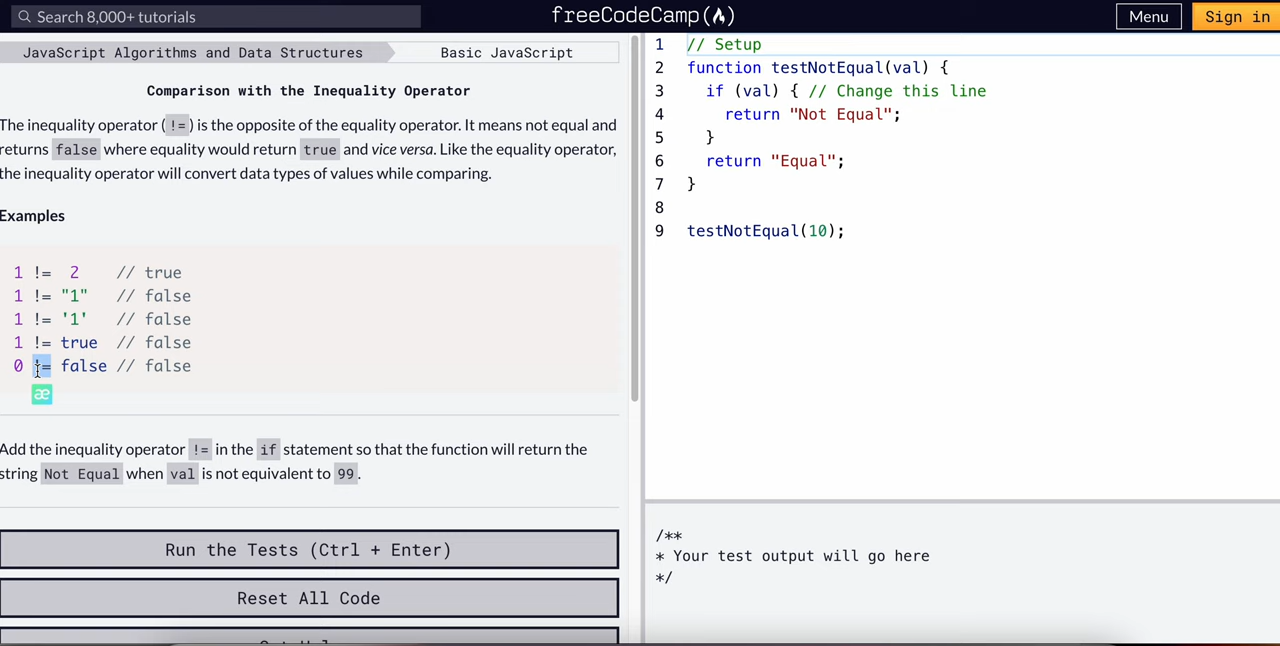 Search 8,000+ tutorials
freeCodeCamp
Menu
Sign in
JavaScript Algorithms and Data Structures
Basic JavaScript
Comparison with the Inequality Operator
The inequality operator ( != ) is the opposite of the equality operator. It means not equal and
returns false where equality would return true and vice versa. Like the equality operator,
the inequality operator will convert data types of values while comparing.
Examples
1 != 2 // true
1 != "1" // false
1 != '1' // false
1 != true // false
0 != false // false
æ
Add the inequality operator != in the if statement so that the function will return the
string Not Equal when val is not equivalent to 99.
Run the Tests (Ctrl + Enter)
Reset All Code
1 // Setup
2 function testNotEqual(val) {
3 if (val) { // Change this line
4 return "Not Equal";
5 }
6 return "Equal";
7 }
8
9 testNotEqual(10);
/**
* Your test output will go here
*/